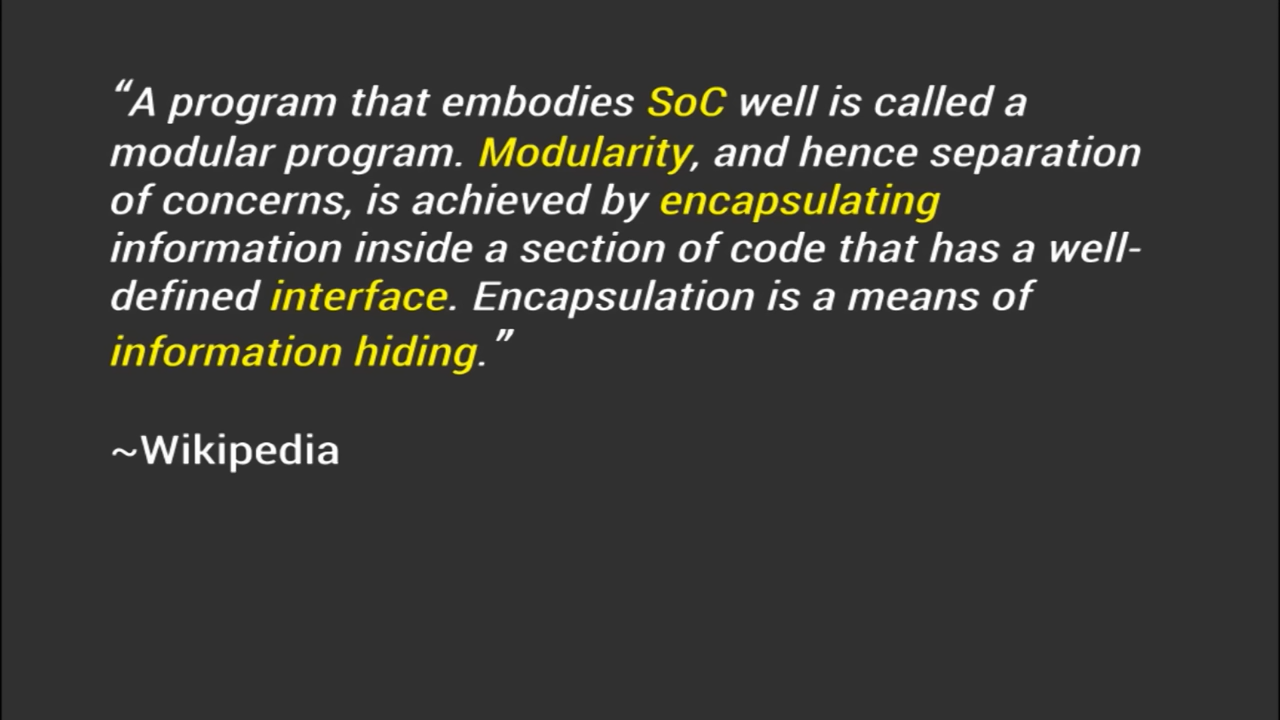 “A program that embodies SoC well is called a
modular program. Modularity, and hence separation
of concerns, is achieved by encapsulating
information inside a section of code that has a well-
defined interface. Encapsulation is a means of
information hiding.”
~Wikipedia